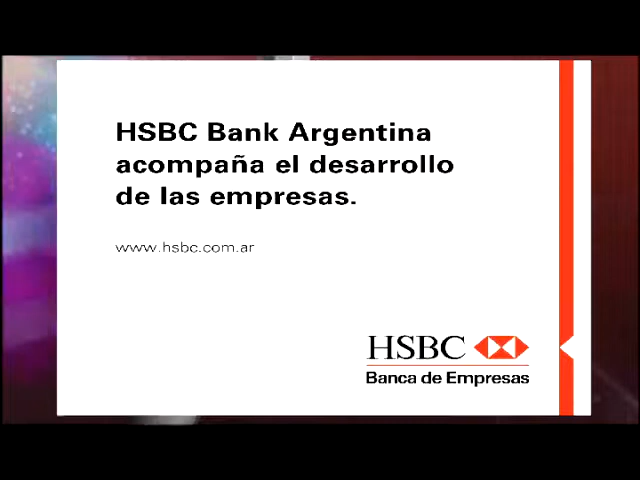 HSBC Bank Argentina
acompaña el desarrollo
de las empresas.
www.hsbc.com.ar
HSBC
Banca de Empresas